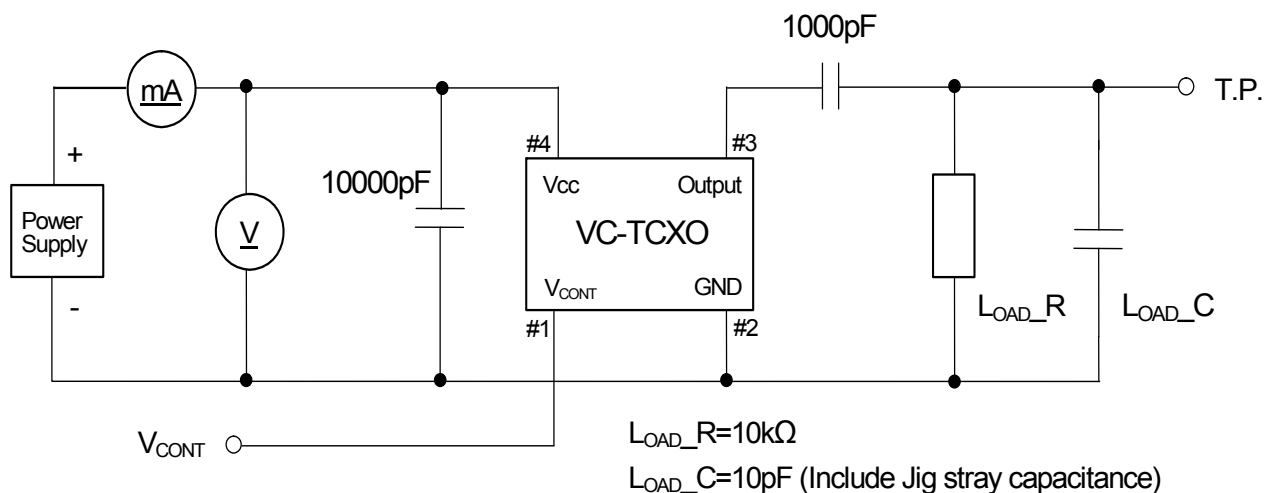 1000pF
mA
T.P.
#4
#3
+
10000pF
Vcc
Output
Power
Supply
V
VC-TCXO
VCONT
GND
-
#1
#2
LOAD_R
LOAD_C
VCONT
LOAD_R=10kΩ
LOAD_C=10pF (Include Jig stray capacitance)